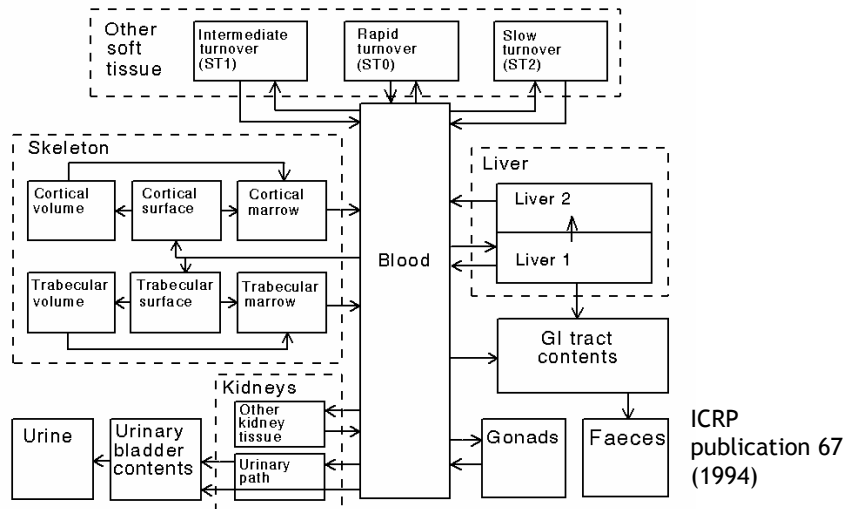 Other
soft
tissue
Intermediate
turnover
(ST1)
Rapid
turnover
(ST0)
Slow
turnover
(ST2)
Skeleton
Cortical
volume
Cortical
surface
Cortical
marrow
Trabecular
volume
Trabecular
surface
Trabecular
marrow
Blood
Liver
Liver 2
Liver 1
GI tract
contents
Kidneys
Other
kidney
tissue
Urinary
path
Urine
Urinary
bladder
contents
Gonads
Faeces
ICRP
publication 67
(1994)